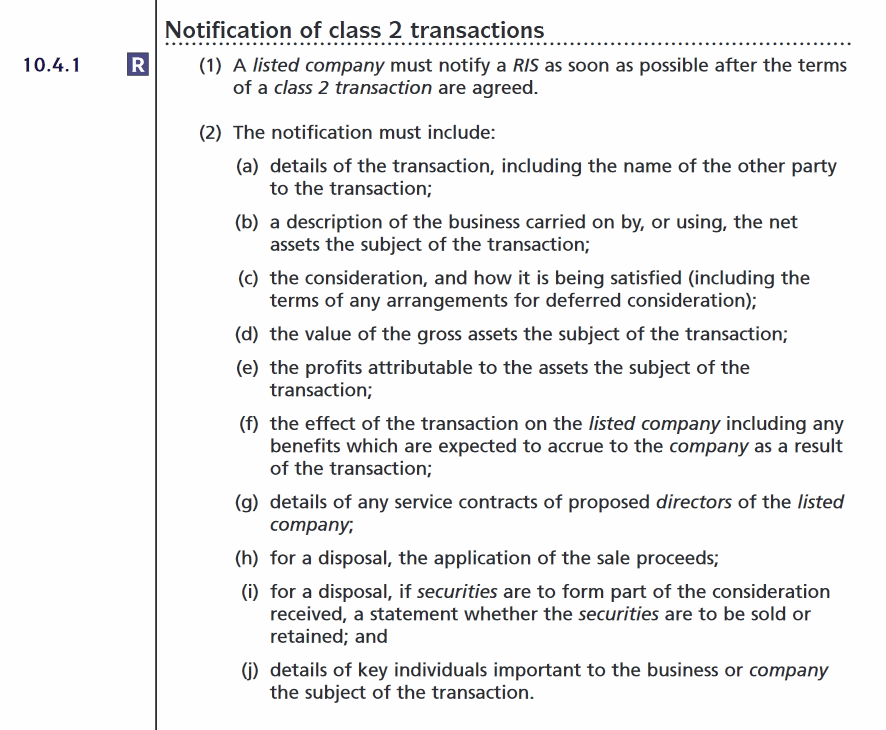 Notification of class 2 transactions
10.4.1 R (1) A listed company must notify a RIS as soon as possible after the terms
of a class 2 transaction are agreed.
(2) The notification must include:
(a) details of the transaction, including the name of the other party
to the transaction;
(b) a description of the business carried on by, or using, the net
assets the subject of the transaction;
(c) the consideration, and how it is being satisfied (including the
terms of any arrangements for deferred consideration);
(d) the value of the gross assets the subject of the transaction;
(e) the profits attributable to the assets the subject of the
transaction;
(f) the effect of the transaction on the listed company including any
benefits which are expected to accrue to the company as a result
of the transaction;
(g) details of any service contracts of proposed directors of the listed
company;
(h) for a disposal, the application of the sale proceeds;
(i) for a disposal, if securities are to form part of the consideration
received, a statement whether the securities are to be sold or
retained; and
(j) details of key individuals important to the business or company
the subject of the transaction.